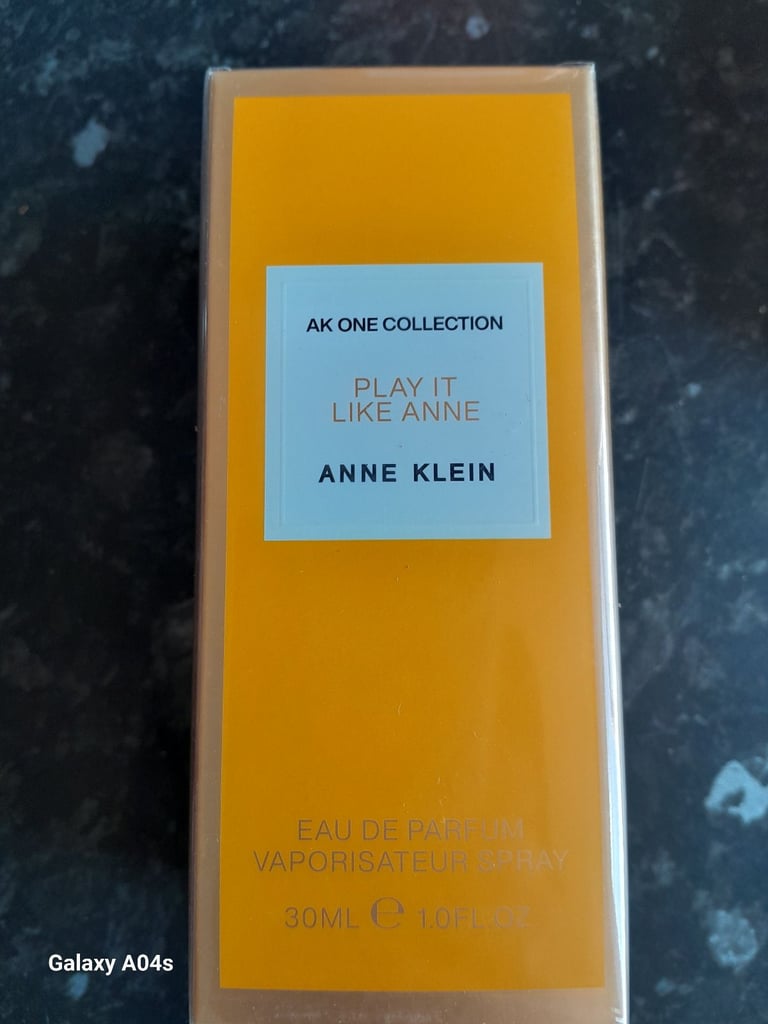 AK ONE COLLECTION
PLAY IT
LIKE ANNE
ANNE KLEIN
EAU DE PARFUM
VAPORISATEUR SPRAY
30ML ℮ 1.0FL.OZ
Galaxy A04s